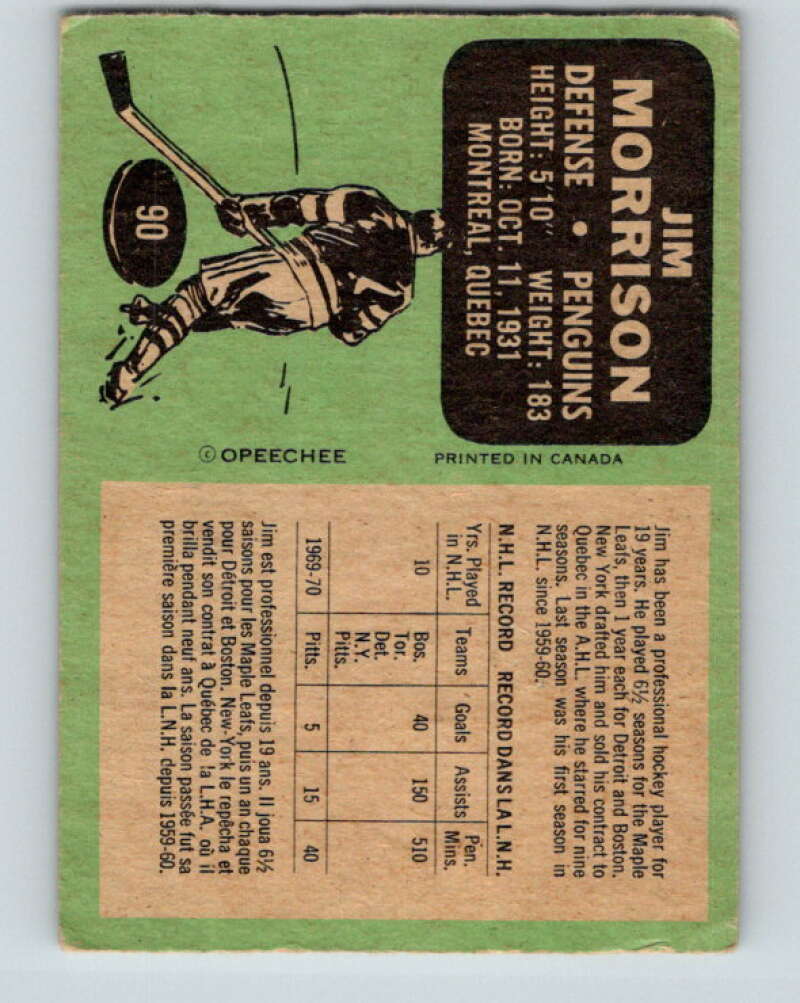 JIM
MORRISON
DEFENSE • PENGUINS
HEIGHT: 5'10" WEIGHT: 183
BORN: OCT. 11, 1931
MONTREAL, QUEBEC
90
© OPEECHEE
PRINTED IN CANADA
Jim has been a professional hockey player for
19 years. He played 6½ seasons for the Maple
Leafs, then 1 year each for Detroit and Boston.
New York drafted him and sold his contract to
Quebec in the A.H.L. where he starred for nine
seasons. Last season was his first season in
N.H.L. since 1959-60.
N.H.L. RECORD RECORD DANS LA L.N.H.
Yrs. Played Teams Goals Assists Pen.
in N.H.L. Mins.
10 Bos. 40 150 510
Tor.
Det.
N.Y.
Pitts.
1969-70 Pitts. 5 15 40
Jim est professionnel depuis 19 ans. Il joua 6½
saisons pour les Maple Leafs, puis un an chaque
pour Détroit et Boston. New-York le repêcha et
vendit son contrat à Québec de la L.H.A. où il
brilla pendant neuf ans. La saison passée fut sa
première saison dans la L.N.H. depuis 1959-60.